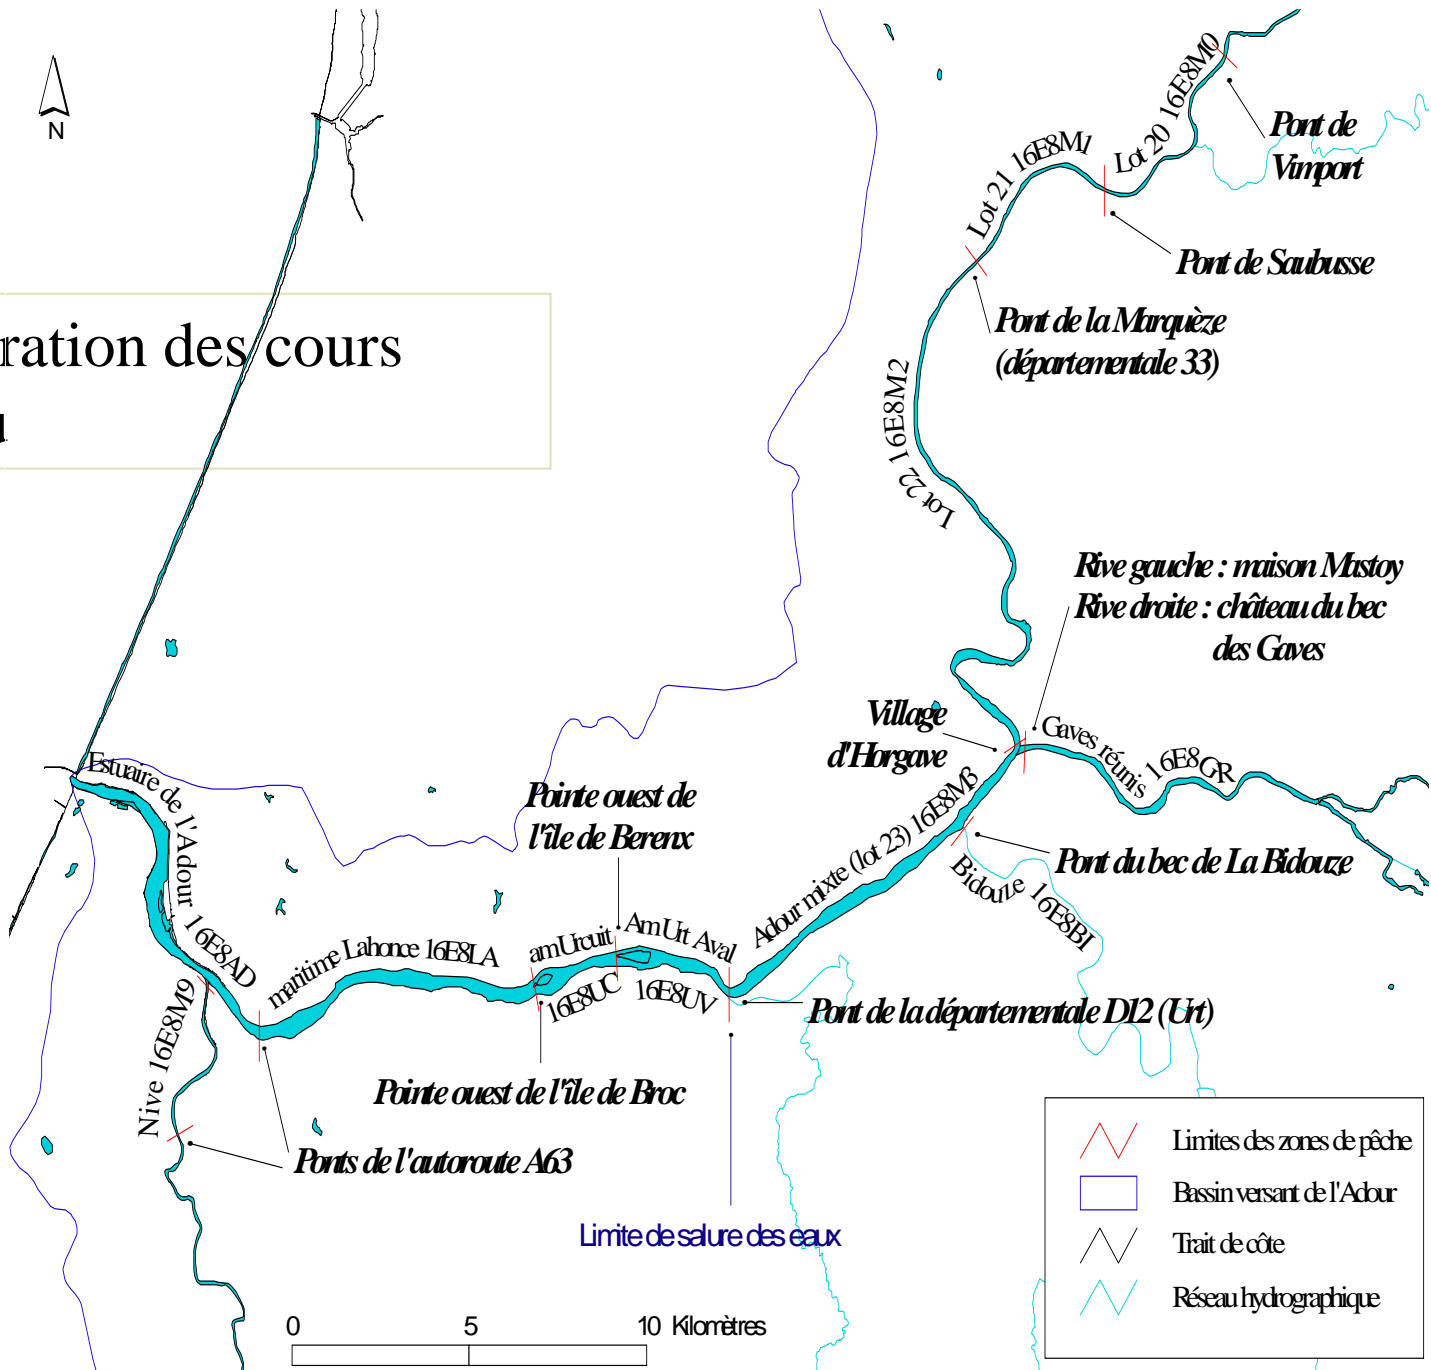 N
Lot 20 16E8M0
Pont de
Vimport
Lot 21 16E8M1
Pont de Saubusse
Pont de la Marquèze
(départementale 33)
ration des cours
Lot 22 16E8M2
Rive gauche : maison Mastoy
Rive droite : château du bec
des Gaves
Village
d'Horgave
Gaves réunis 16E8GR
Estuaire de l'Adour 16E8AD
Pointe ouest de
l'île de Berenx
Adour mixte (lot 23) 16E8M3
Pont du bec de La Bidouze
Bidouze 16E8BI
maritime Lahonce 16E8LA
am Urcuit
16E8UC
Am Urt Aval
16E8UV
Pont de la départementale D12 (Urt)
Nive 16E8M9
Pointe ouest de l'île de Broc
Ponts de l'autoroute A63
Limite de salure des eaux
Limites des zones de pêche
Bassin versant de l'Adour
Trait de côte
Réseau hydrographique
0 5 10 Kilomètres